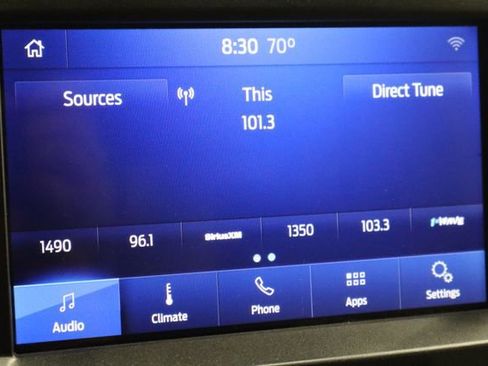 8:30 70°
Sources
This
Direct Tune
101.3
1490
96.1
SiriusXM
1350
103.3
Audio
Climate
Phone
Apps
Settings